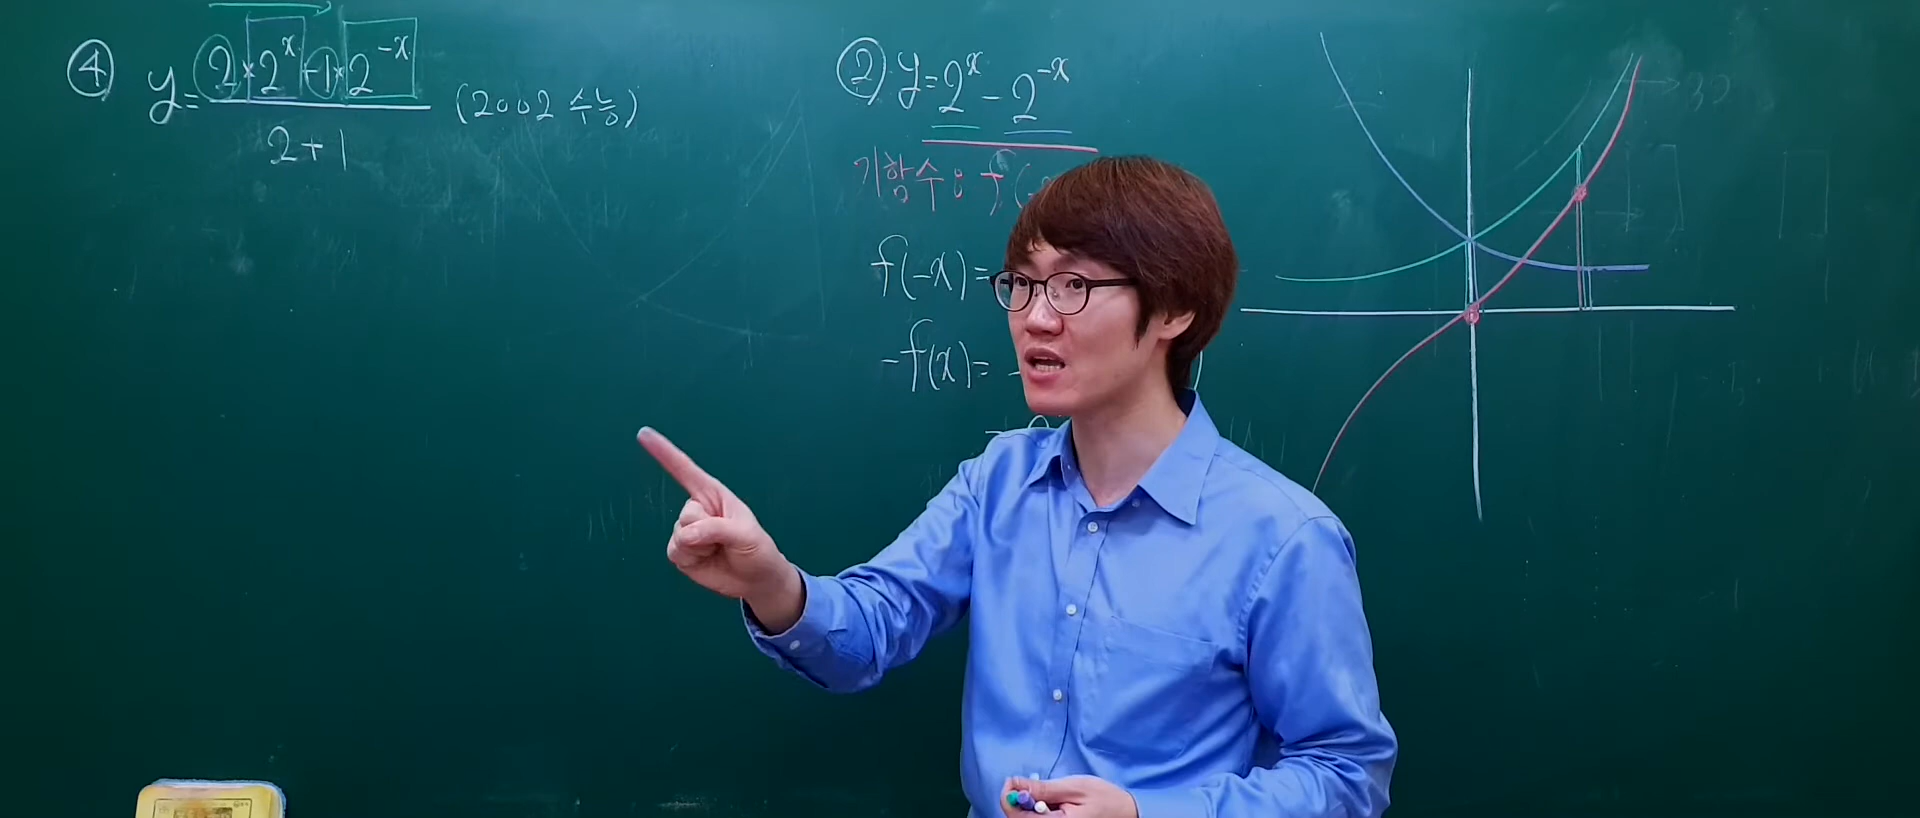 ④ y = (2×2^x + 1×2^-x) / (2+1) (2002 수능)
② y = 2^x - 2^-x
기함수 : f(-
f(-x) =
-f(x) = -